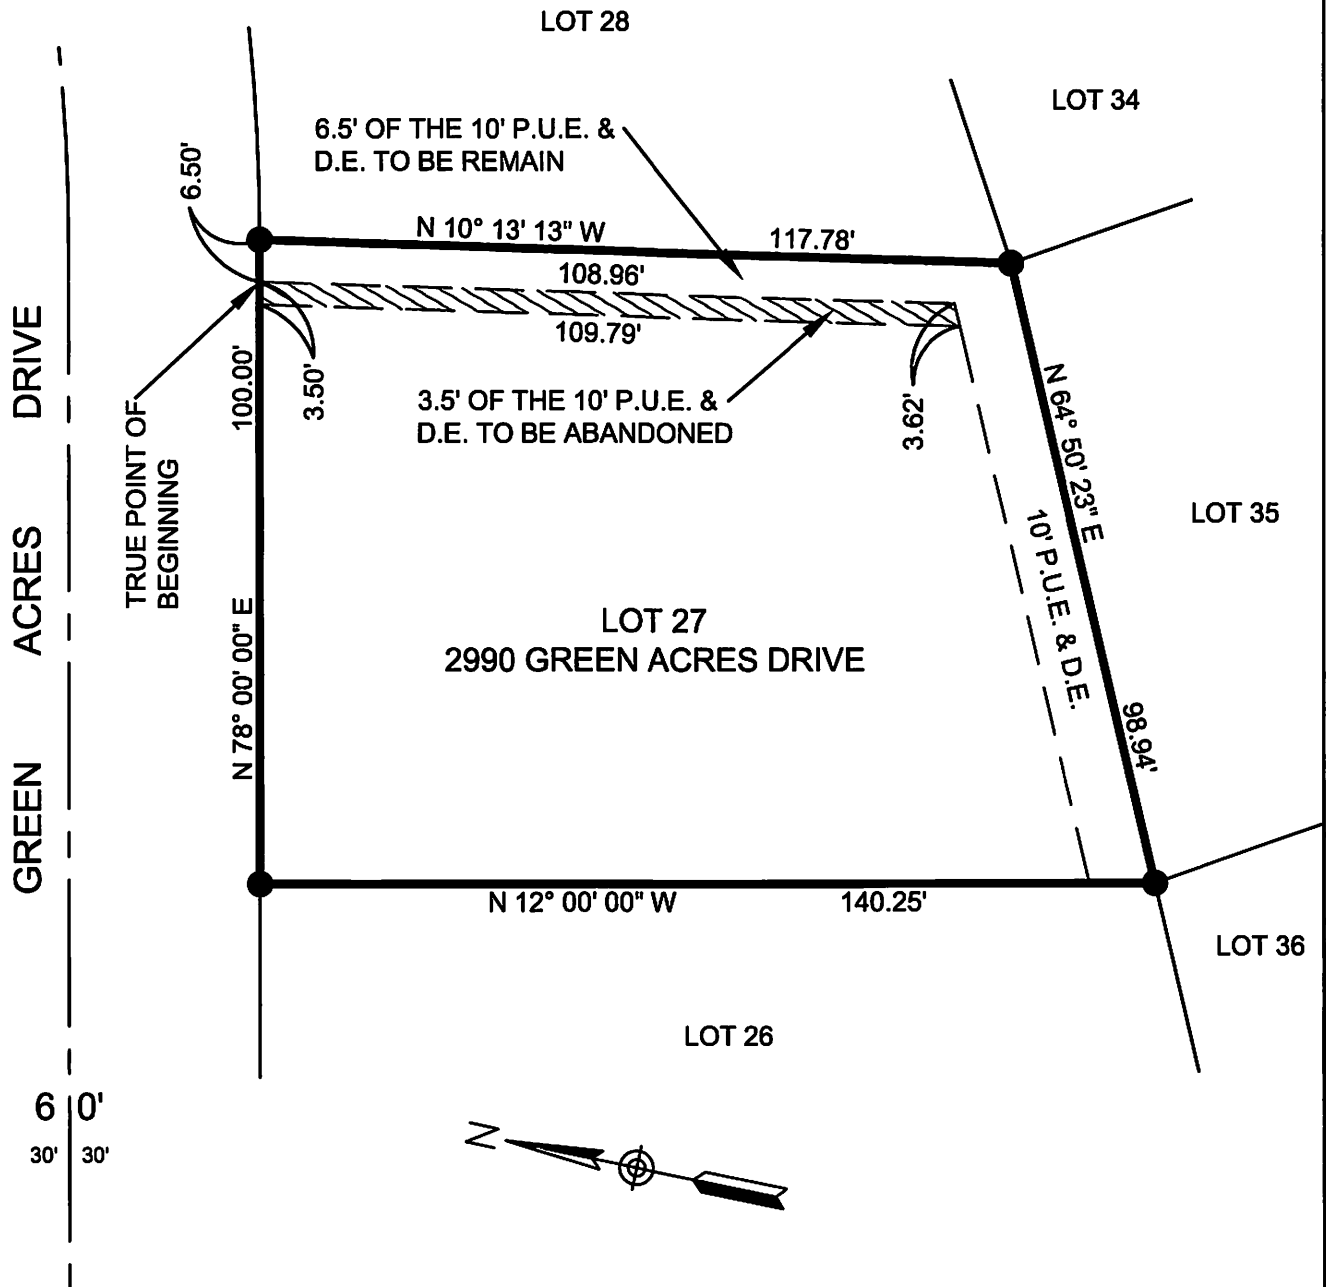 LOT 28
LOT 34
6.5' OF THE 10' P.U.E. &
D.E. TO BE REMAIN
6.50'
N 10° 13' 13" W
117.78'
108.96'
109.79'
3.50'
3.5' OF THE 10' P.U.E. &
D.E. TO BE ABANDONED
3.62'
100.00'
N 78° 00' 00" E
TRUE POINT OF
BEGINNING
GREEN ACRES DRIVE
N 64° 50' 23" E
98.94'
10' P.U.E. & D.E.
LOT 35
LOT 27
2990 GREEN ACRES DRIVE
N 12° 00' 00" W
140.25'
LOT 36
LOT 26
60'
30' 30'
N